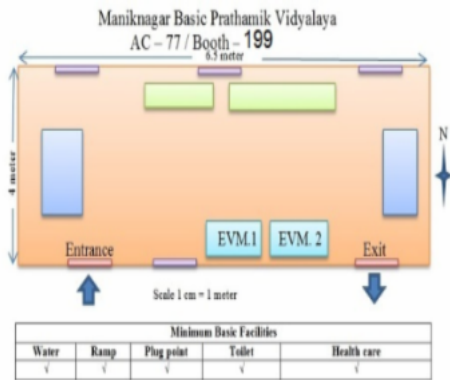 Maniknagar Basic Prathamik Vidyalaya
AC – 77 / Booth – 199
6.5 meter
4 meter
N
EVM.1 EVM. 2
Entrance Exit
Scale 1 cm = 1 meter
Minimum Basic Facilities
Water Ramp Plug point Toilet Health care
√ √ √ √ √